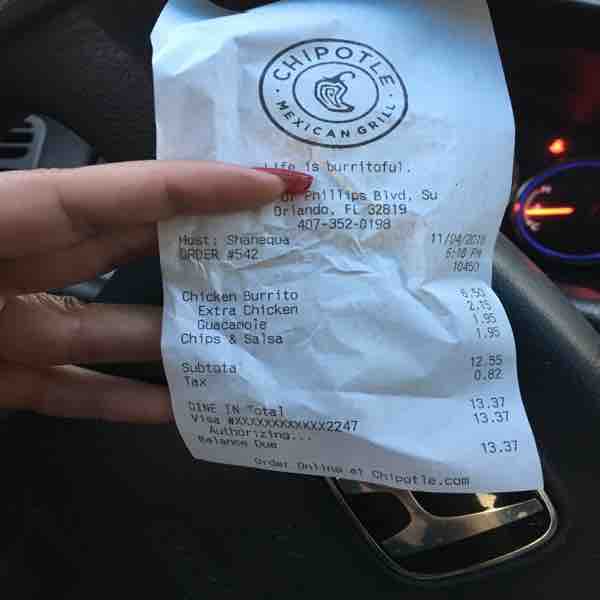 CHIPOTLE
MEXICAN GRILL
Life is burritoful.
Phillips Blvd, Su
Orlando, FL 32819
407-352-0198
Host: Shanequa 11/04/2016
ORDER #542 6:18 PM
10450
Chicken Burrito 6.50
Extra Chicken 2.15
Guacamole 1.95
Chips & Salsa 1.95
Subtotal 12.55
Tax 0.82
DINE IN Total 13.37
Visa #XXXXXXXXXXXX2247 13.37
Authorizing...
Balance Due 13.37
Order Online at Chipotle.com